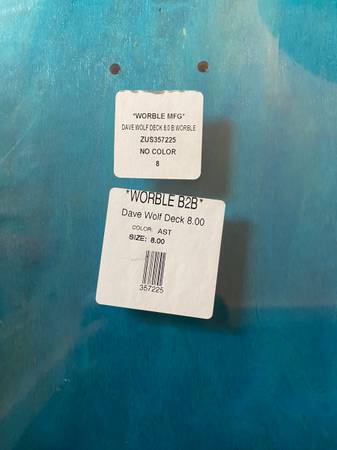 "WORBLE MFG"
DAVE WOLF DECK 8.0 B WORBLE
ZUS357225
NO COLOR
8
"WORBLE B2B"
Dave Wolf Deck 8.00
COLOR: AST
SIZE: 8.00
357225